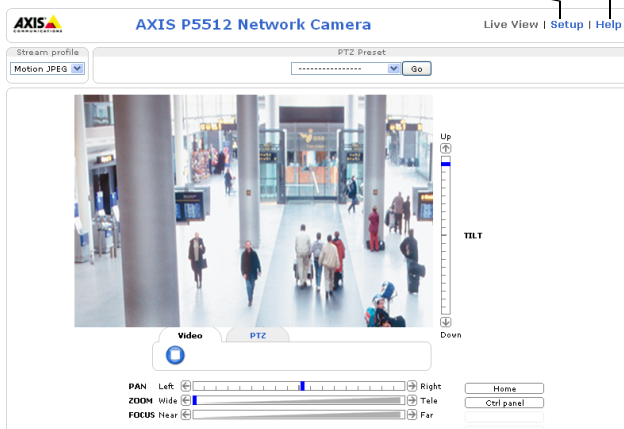 AXIS
COMMUNICATIONS
AXIS P5512 Network Camera
Live View | Setup | Help
Stream profile
PTZ Preset
Motion JPEG
----------------
Go
Up
TILT
Down
Video
PTZ
PAN Left
Right
Home
ZOOM Wide
Tele
Ctrl panel
FOCUS Near
Far